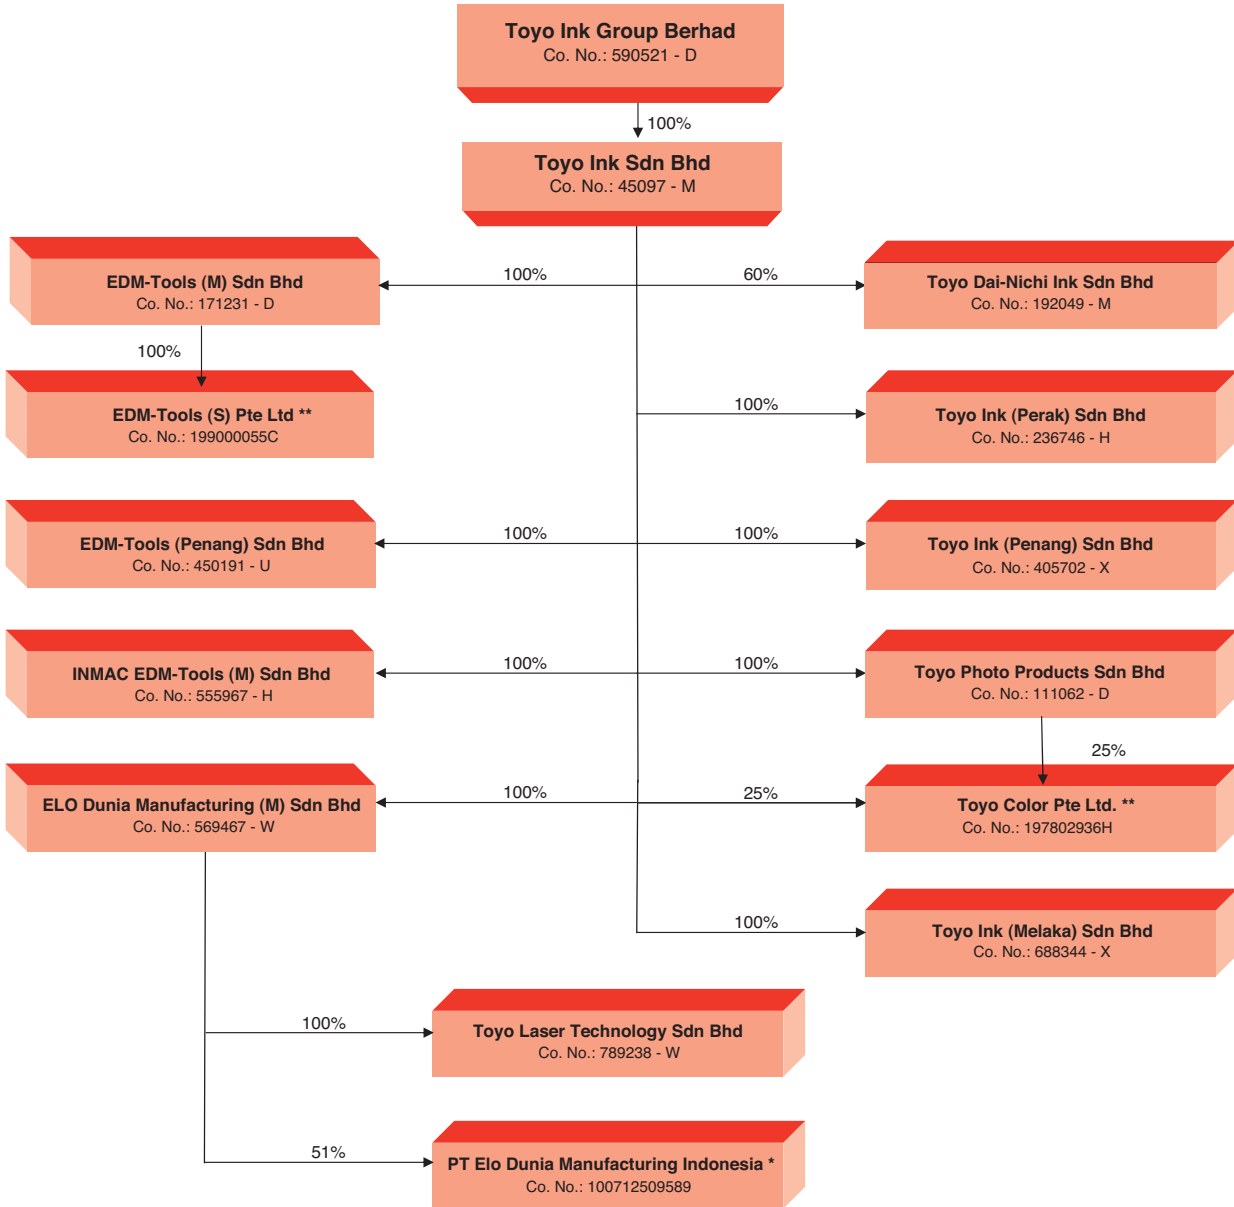 Toyo Ink Group Berhad
Co. No.: 590521 - D
100%
Toyo Ink Sdn Bhd
Co. No.: 45097 - M
EDM-Tools (M) Sdn Bhd
Co. No.: 171231 - D
100%
60%
Toyo Dai-Nichi Ink Sdn Bhd
Co. No.: 192049 - M
100%
EDM-Tools (S) Pte Ltd **
Co. No.: 199000055C
100%
Toyo Ink (Perak) Sdn Bhd
Co. No.: 236746 - H
EDM-Tools (Penang) Sdn Bhd
Co. No.: 450191 - U
100%
100%
Toyo Ink (Penang) Sdn Bhd
Co. No.: 405702 - X
INMAC EDM-Tools (M) Sdn Bhd
Co. No.: 555967 - H
100%
100%
Toyo Photo Products Sdn Bhd
Co. No.: 111062 - D
25%
ELO Dunia Manufacturing (M) Sdn Bhd
Co. No.: 569467 - W
100%
25%
Toyo Color Pte Ltd. **
Co. No.: 197802936H
100%
Toyo Ink (Melaka) Sdn Bhd
Co. No.: 688344 - X
100%
Toyo Laser Technology Sdn Bhd
Co. No.: 789238 - W
51%
PT Elo Dunia Manufacturing Indonesia *
Co. No.: 100712509589